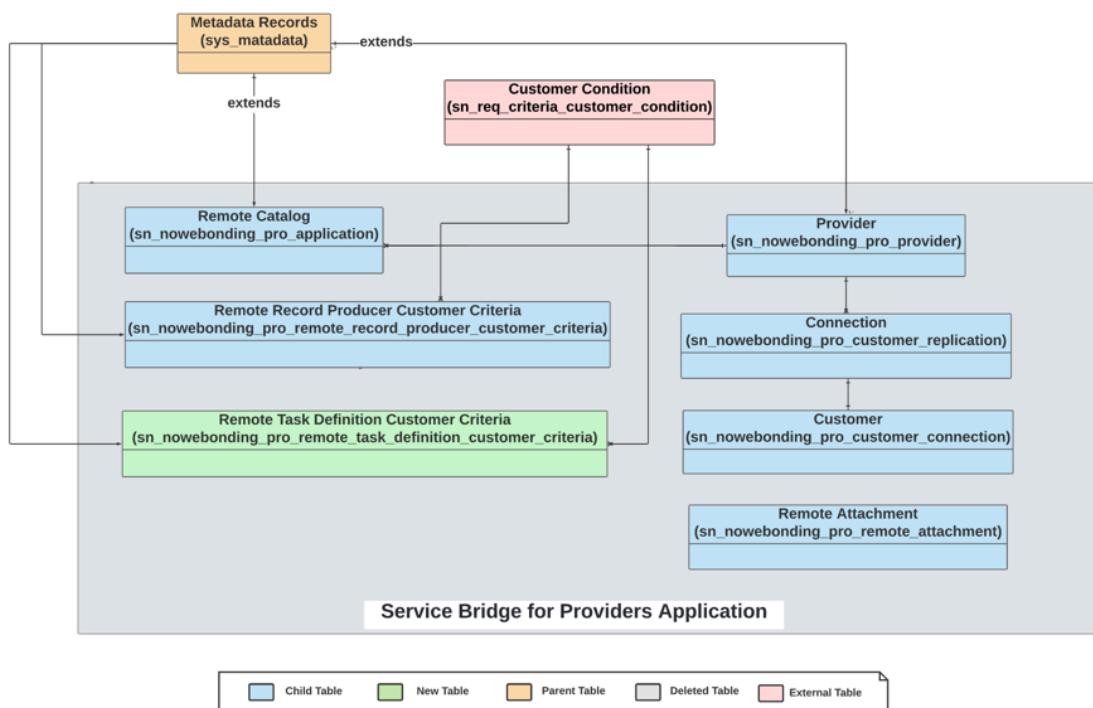 Metadata Records
(sys_matadata)
extends
extends
Customer Condition
(sn_req_criteria_customer_condition)
Remote Catalog
(sn_nowebonding_pro_application)
Provider
(sn_nowebonding_pro_provider)
Remote Record Producer Customer Criteria
(sn_nowebonding_pro_remote_record_producer_customer_criteria)
Connection
(sn_nowebonding_pro_customer_replication)
Remote Task Definition Customer Criteria
(sn_nowebonding_pro_remote_task_definition_customer_criteria)
Customer
(sn_nowebonding_pro_customer_connection)
Remote Attachment
(sn_nowebonding_pro_remote_attachment)
Service Bridge for Providers Application
Child Table
New Table
Parent Table
Deleted Table
External Table